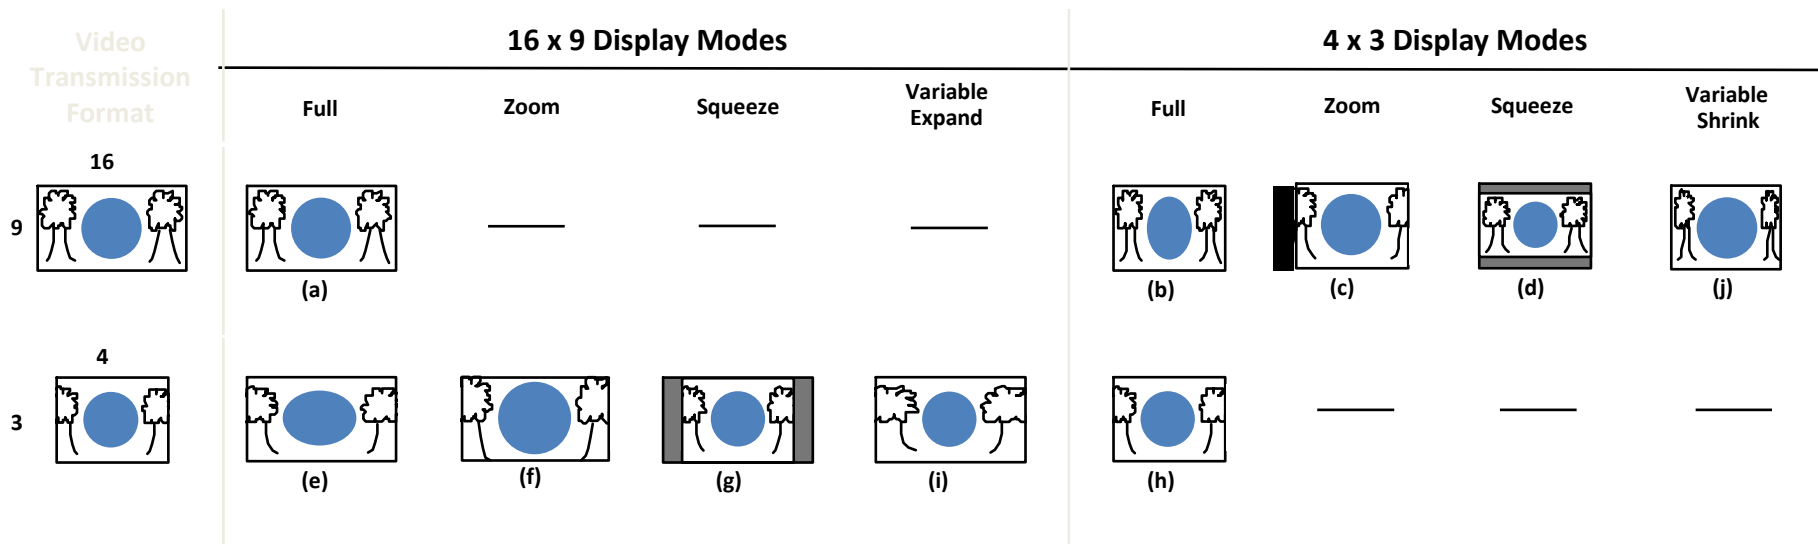 Video
Transmission
Format
16 x 9 Display Modes
4 x 3 Display Modes
Full
Zoom
Squeeze
Variable
Expand
Full
Zoom
Squeeze
Variable
Shrink
16
9
(a)
(b)
(c)
(d)
(j)
4
3
(e)
(f)
(g)
(i)
(h)